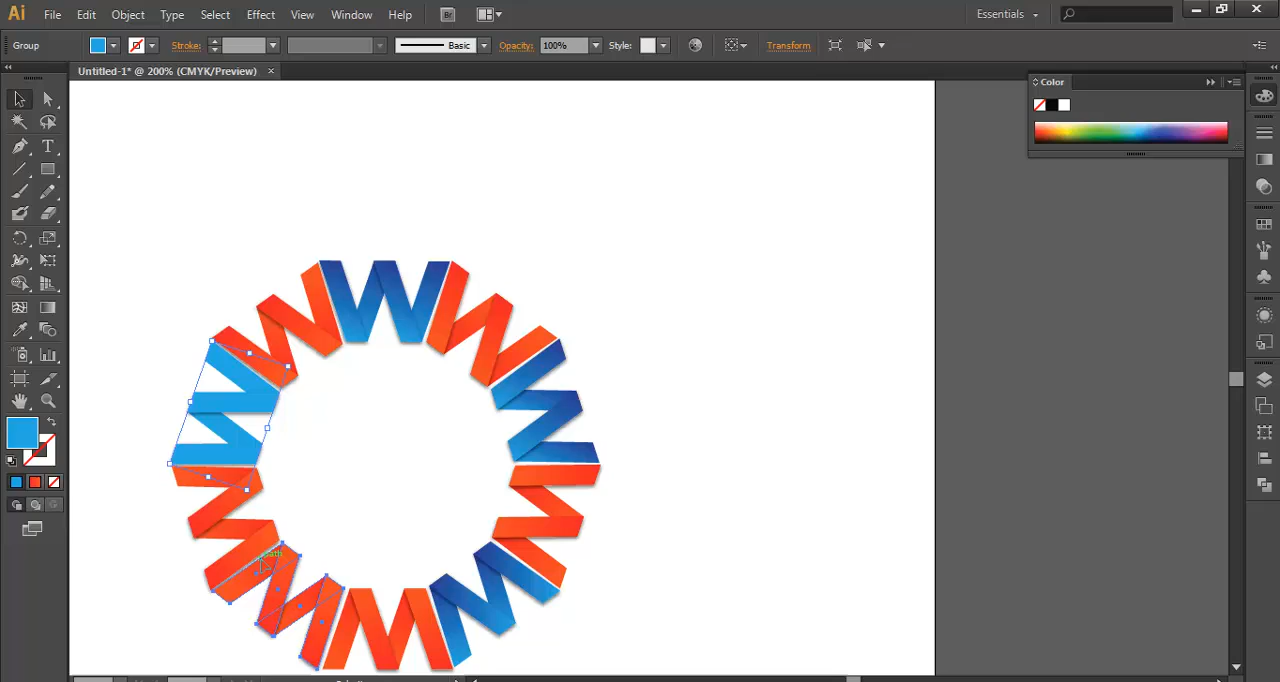 Ai File Edit Object Type Select Effect View Window Help Br Essentials
Group Stroke: Basic Opacity: 100% Style: Transform
Untitled-1* @ 200% (CMYK/Preview)
Color
T